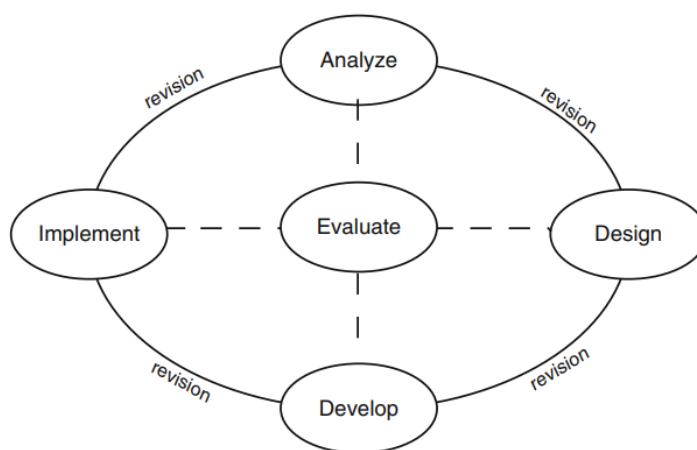 Analyze
revision
revision
Implement
Evaluate
Design
revision
revision
Develop